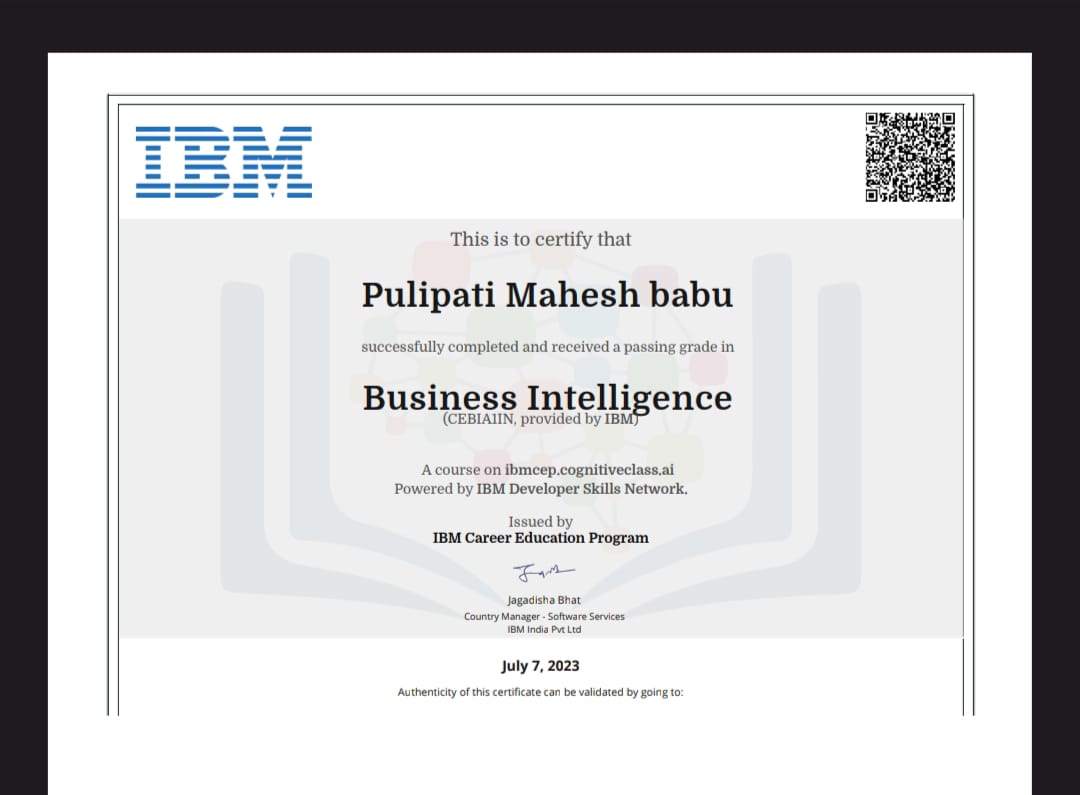 IBM
This is to certify that
Pulipati Mahesh babu
successfully completed and received a passing grade in
Business Intelligence
(CEBIA1IN, provided by IBM)
A course on ibmcep.cognitiveclass.ai
Powered by IBM Developer Skills Network.
Issued by
IBM Career Education Program
Jagadisha Bhat
Country Manager - Software Services
IBM India Pvt Ltd
July 7, 2023
Authenticity of this certificate can be validated by going to: